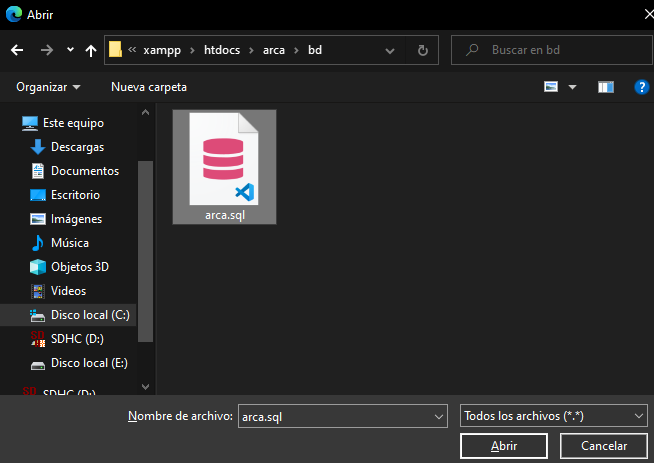 Abrir
« xampp › htdocs › arca › bd
Buscar en bd
Organizar
Nueva carpeta
?
Este equipo
Descargas
Documentos
Escritorio
Imágenes
Música
Objetos 3D
Videos
Disco local (C:)
SD
SDHC (D:)
Disco local (E:)
SD
SDHC (D:)
arca.sql
Nombre de archivo:
arca.sql
Todos los archivos (*.*)
Abrir
Cancelar